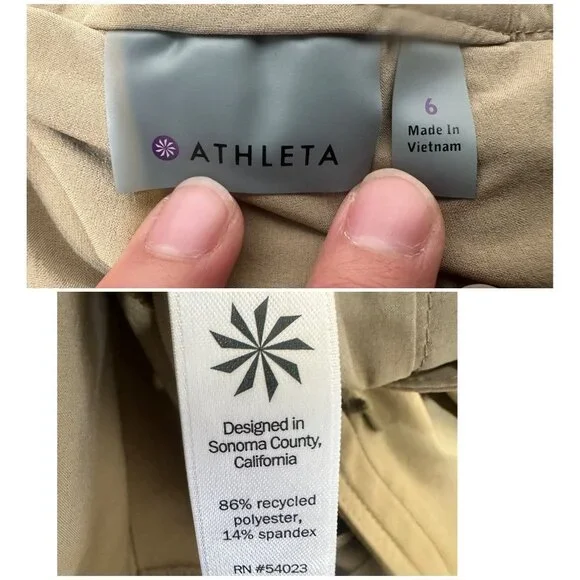 ATHLETA
6
Made In
Vietnam
Designed in
Sonoma County,
California
86% recycled
polyester,
14% spandex
RN #54023